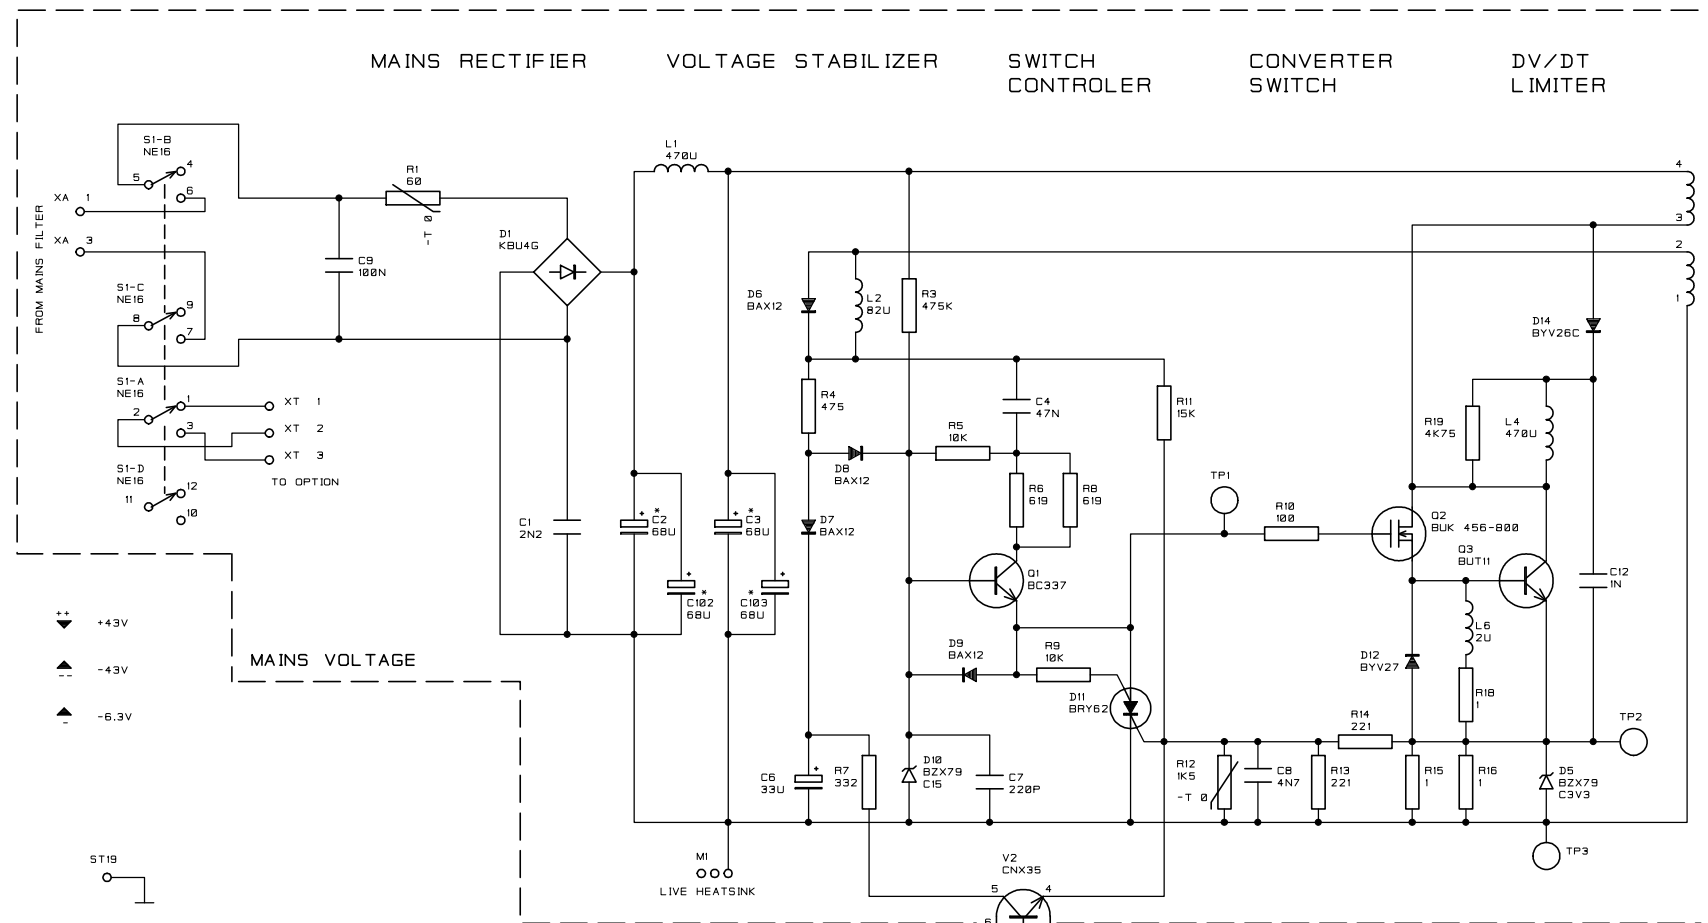 MAINS RECTIFIER
VOLTAGE STABILIZER
SWITCH
CONTROLER
CONVERTER
SWITCH
DV/DT
LIMITER
S1-B
NE16
4
5
6
XA 1
XA 3
FROM MAINS FILTER
S1-C
NE16
9
8
7
S1-A
NE16
1
2
3
XT 1
XT 2
XT 3
TO OPTION
S1-D
NE16
12
11
10
R1
60
-T 0
C9
100N
D1
KBU4G
L1
470U
C1
2N2
+
*
C2
68U
+
*
C102
68U
+
*
C3
68U
+
*
C103
68U
D6
BAX12
L2
82U
R3
475K
R4
475
D8
BAX12
D7
BAX12
R5
10K
C4
47N
R6
619
R8
619
R11
15K
Q1
BC337
D9
BAX12
R9
10K
D11
BRY62
+
C6
33U
R7
332
D10
BZX79
C15
C7
220P
TP1
R10
100
Q2
BUK 456-800
Q3
BUT11
D14
BYV26C
R19
4K75
L4
470U
C12
1N
L6
2U
D12
BYV27
R18
1
R14
221
TP2
R12
1K5
-T 0
C8
4N7
R13
221
R15
1
R16
1
D5
BZX79
C3V3
TP3
4
3
2
1
++
+43V
-43V
--
-6.3V
-
MAINS VOLTAGE
ST19
M1
LIVE HEATSINK
V2
CNX35
5
4
6